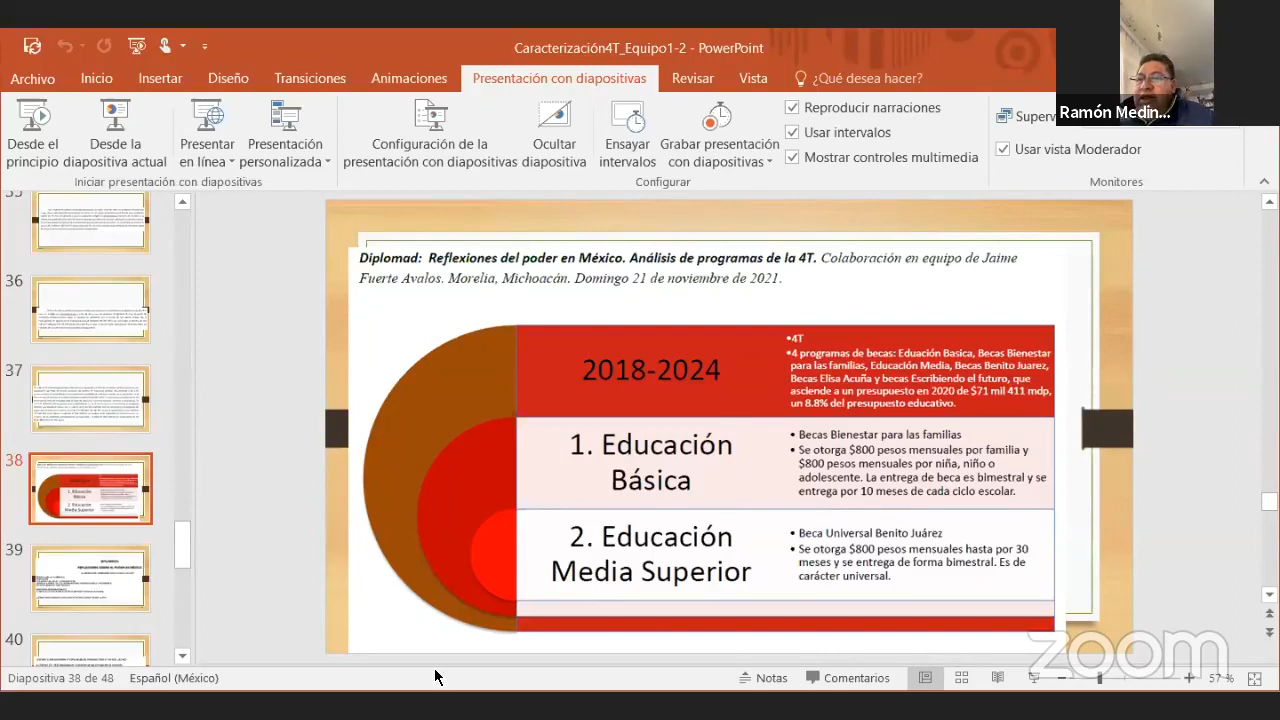 Caracterización4T_Equipo1-2 - PowerPoint
Archivo Inicio Insertar Diseño Transiciones Animaciones Presentación con diapositivas Revisar Vista ¿Qué desea hacer?
Ramón Medin...
Desde el principio
Desde la diapositiva actual
Presentar en línea
Presentación personalizada
Iniciar presentación con diapositivas
Configuración de la presentación con diapositivas
Ocultar diapositiva
Ensayar intervalos
Grabar presentación con diapositivas
Reproducir narraciones
Usar intervalos
Mostrar controles multimedia
Configurar
Superv
Usar vista Moderador
Monitores
35
36
37
38
39
40
Diplomad: Reflexiones del poder en México. Análisis de programas de la 4T. Colaboración en equipo de Jaime
Fuerte Avalos. Morelia, Michoacán. Domingo 21 de noviembre de 2021.
2018-2024
•4T
•4 programas de becas: Eduación Basica, Becas Bienestar
para las familias, Educación Media, Becas Benito Juarez,
Becas Elisa Acuña y becas Escribiendo el futuro, que
asciende a un presupuesto en 2020 de $71 mil 411 mdp,
un 8.8% del presupuesto educativo.
1. Educación
Básica
• Becas Bienestar para las familias
• Se otorga $800 pesos mensuales por familia y
$800 pesos mensuales por niña, niño o
adolescente. La entrega de beca es bimestral y se
entrega por 10 meses de cada ciclo escolar.
2. Educación
Media Superior
• Beca Universal Benito Juárez
• Se otorga $800 pesos mensuales hasta por 30
meses y se entrega de forma bimestral. Es de
carácter universal.
zoom
Diapositiva 38 de 48 Español (México) Notas Comentarios 57 %